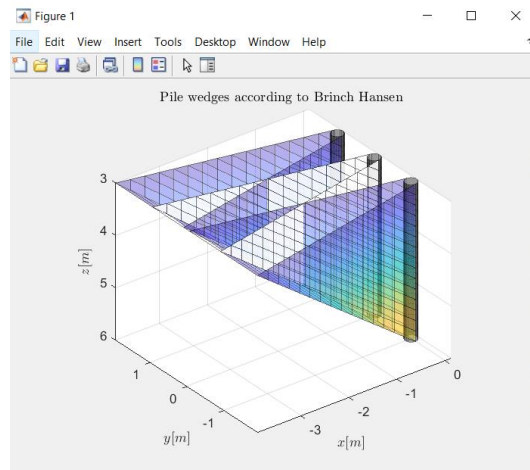 Figure 1
File Edit View Insert Tools Desktop Window Help
Pile wedges according to Brinch Hansen
3
4
5
6
z[m]
1
0
-1
y[m]
-3
-2
-1
0
x[m]